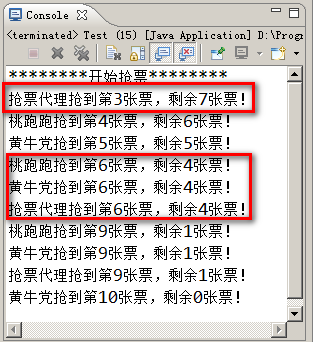 Console
<terminated> Test (15) [Java Application] D:\Progr
********开始抢票********
抢票代理抢到第3张票，剩余7张票!
桃跑跑抢到第4张票，剩余6张票!
黄牛党抢到第5张票，剩余5张票!
桃跑跑抢到第6张票，剩余4张票!
黄牛党抢到第6张票，剩余4张票!
抢票代理抢到第6张票，剩余4张票!
桃跑跑抢到第9张票，剩余1张票!
黄牛党抢到第9张票，剩余1张票!
抢票代理抢到第9张票，剩余1张票!
黄牛党抢到第10张票，剩余0张票!